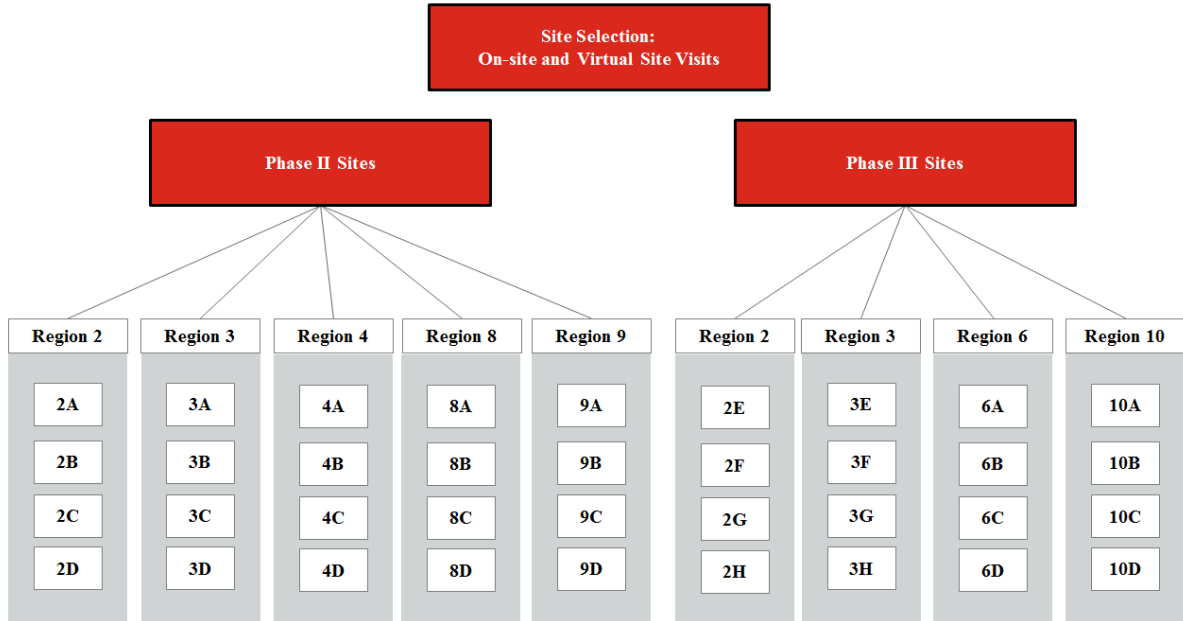 Site Selection:
On-site and Virtual Site Visits
Phase II Sites
Phase III Sites
Region 2
Region 3
Region 4
Region 8
Region 9
Region 2
Region 3
Region 6
Region 10
2A
3A
4A
8A
9A
2E
3E
6A
10A
2B
3B
4B
8B
9B
2F
3F
6B
10B
2C
3C
4C
8C
9C
2G
3G
6C
10C
2D
3D
4D
8D
9D
2H
3H
6D
10D